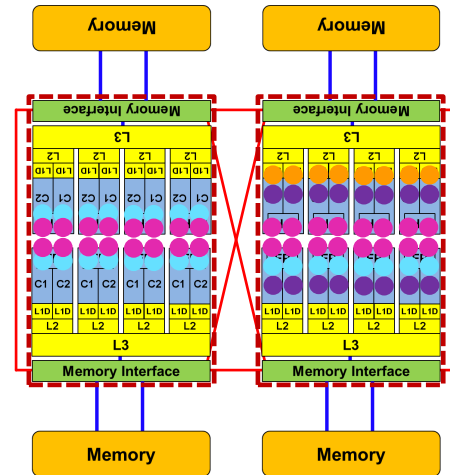 Memory Memory
Memory Interface Memory Interface
L3 L3
L2 L2 L2 L2 L2 L2 L2 L2
L1D L1D L1D L1D L1D L1D L1D L1D
C2 C1 C2 C1 C2 C1 C2 C1
C1 C2 C1 C2 C1 C2 C1 C2
L1D L1D L1D L1D L1D L1D L1D L1D L1D L1D L1D L1D L1D L1D L1D L1D
L2 L2 L2 L2 L2 L2 L2 L2
L3 L3
Memory Interface Memory Interface
Memory Memory